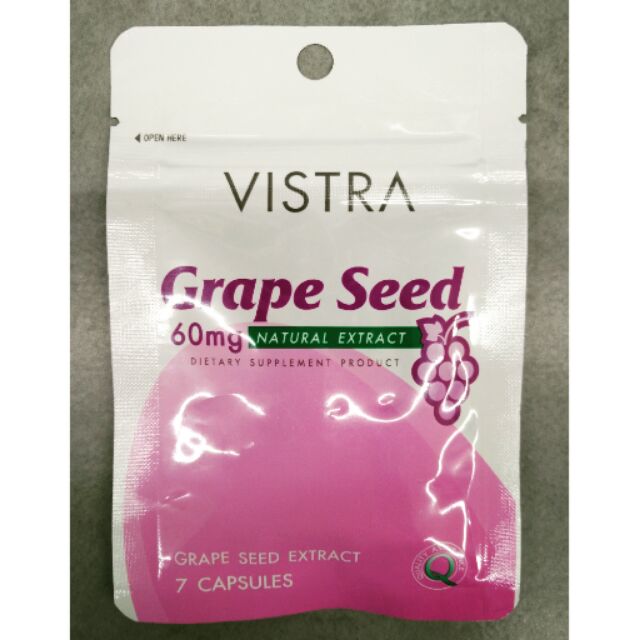 OPEN HERE
VISTRA
Grape Seed
60mg NATURAL EXTRACT
DIETARY SUPPLEMENT PRODUCT
GRAPE SEED EXTRACT
7 CAPSULES
Q